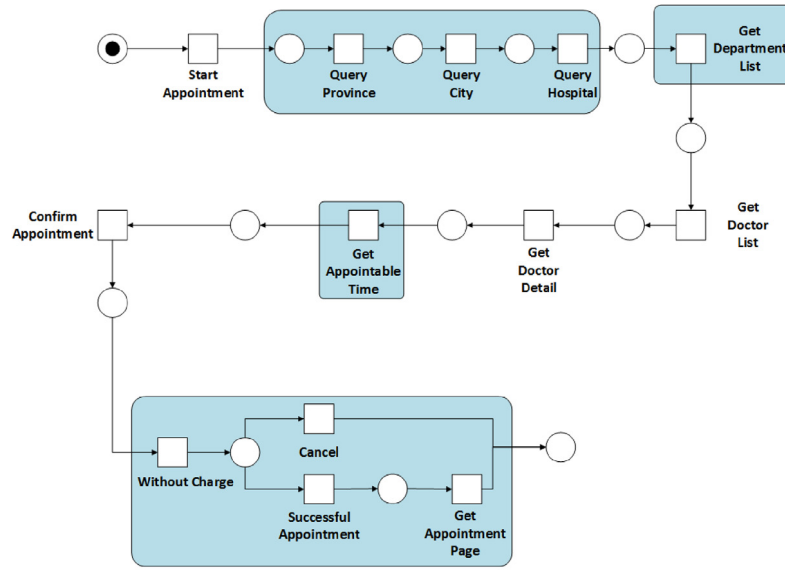 Start
Appointment
Query
Province
Query
City
Query
Hospital
Get
Department
List
Confirm
Appointment
Get
Appointable
Time
Get
Doctor
Detail
Get
Doctor
List
Without Charge
Cancel
Successful
Appointment
Get
Appointment
Page